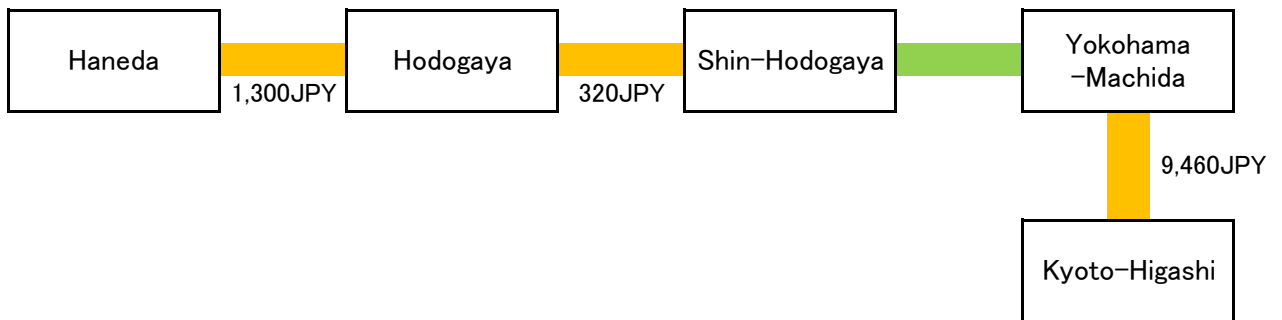 Haneda
1,300JPY
Hodogaya
320JPY
Shin-Hodogaya
Yokohama
-Machida
9,460JPY
Kyoto-Higashi